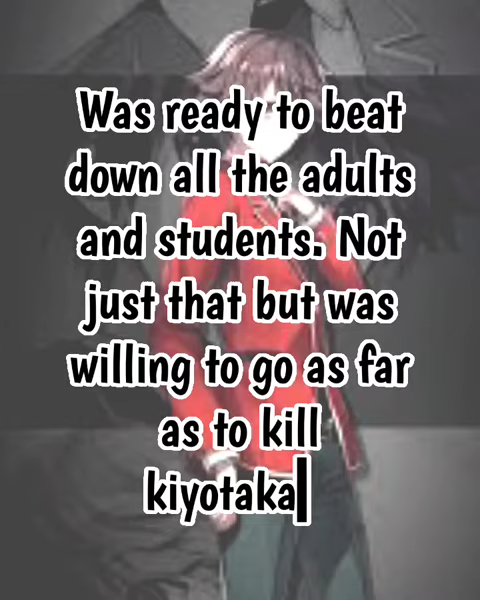 Was ready to beat
down all the adults
and students. Not
just that but was
willing to go as far
as to kill
kiyotaka